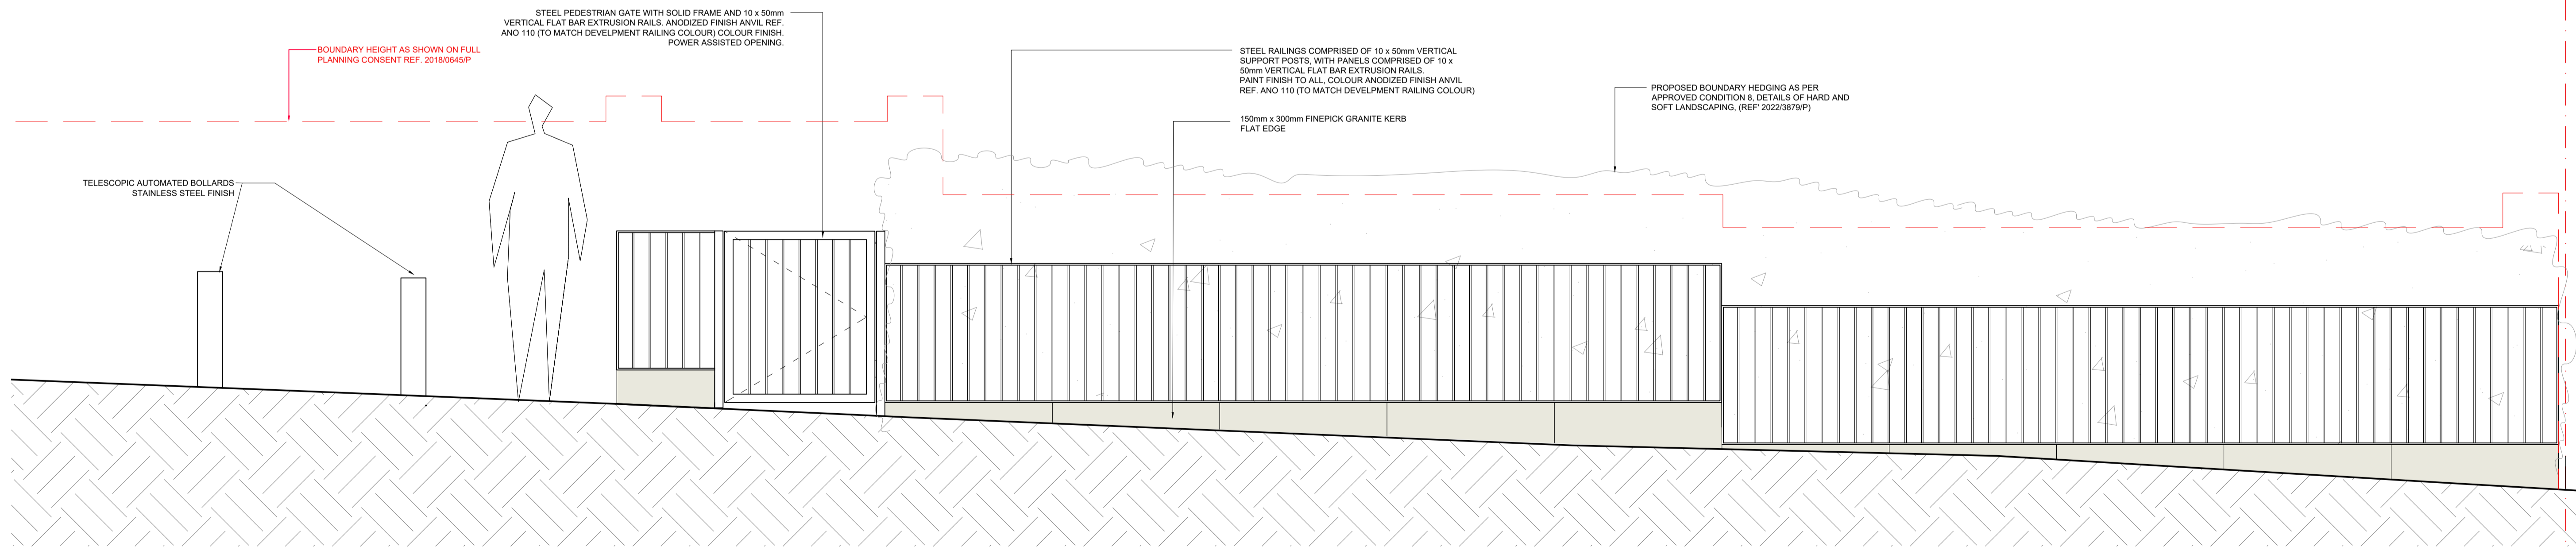 STEEL PEDESTRIAN GATE WITH SOLID FRAME AND 10 x 50mm
VERTICAL FLAT BAR EXTRUSION RAILS. ANODIZED FINISH ANVIL REF.
ANO 110 (TO MATCH DEVELPMENT RAILING COLOUR) COLOUR FINISH.
POWER ASSISTED OPENING.
BOUNDARY HEIGHT AS SHOWN ON FULL
PLANNING CONSENT REF. 2018/0645/P
STEEL RAILINGS COMPRISED OF 10 x 50mm VERTICAL
SUPPORT POSTS, WITH PANELS COMPRISED OF 10 x
50mm VERTICAL FLAT BAR EXTRUSION RAILS.
PAINT FINISH TO ALL, COLOUR ANODIZED FINISH ANVIL
REF. ANO 110 (TO MATCH DEVELPMENT RAILING COLOUR)
PROPOSED BOUNDARY HEDGING AS PER
APPROVED CONDITION 8, DETAILS OF HARD AND
SOFT LANDSCAPING, (REF' 2022/3879/P)
150mm x 300mm FINEPICK GRANITE KERB
FLAT EDGE
TELESCOPIC AUTOMATED BOLLARDS
STAINLESS STEEL FINISH